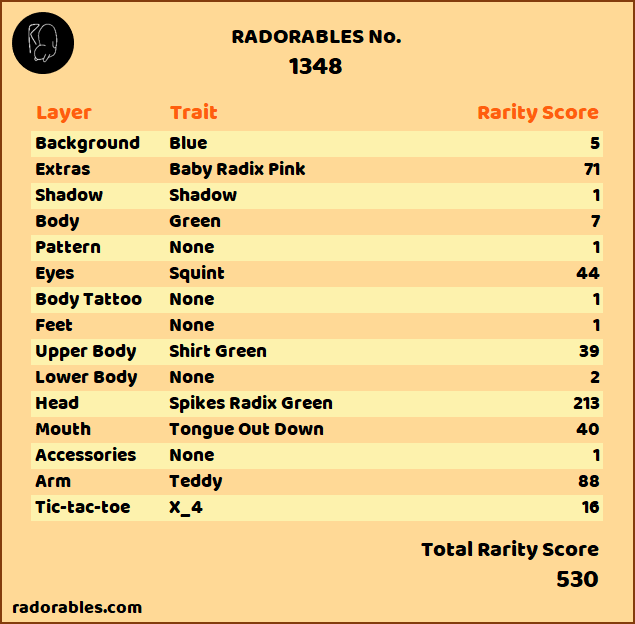 RADORABLES No.
1348
Layer Trait Rarity Score
Background Blue 5
Extras Baby Radix Pink 71
Shadow Shadow 1
Body Green 7
Pattern None 1
Eyes Squint 44
Body Tattoo None 1
Feet None 1
Upper Body Shirt Green 39
Lower Body None 2
Head Spikes Radix Green 213
Mouth Tongue Out Down 40
Accessories None 1
Arm Teddy 88
Tic-tac-toe X_4 16
Total Rarity Score
530
radorables.com